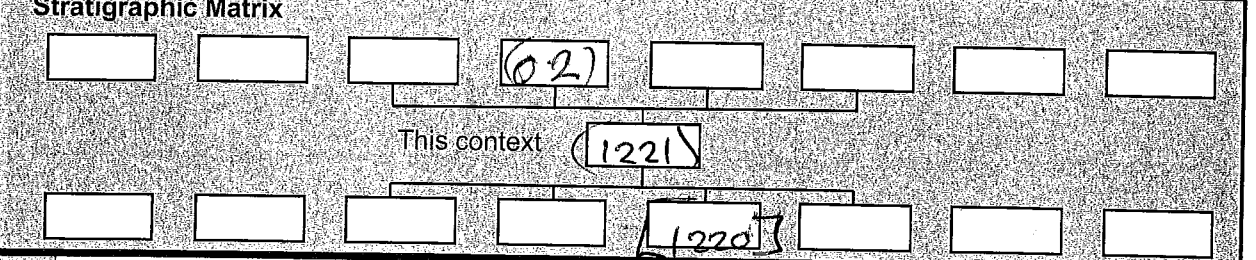 Stratigraphic Matrix
(02)
This context (1221)
[1220]